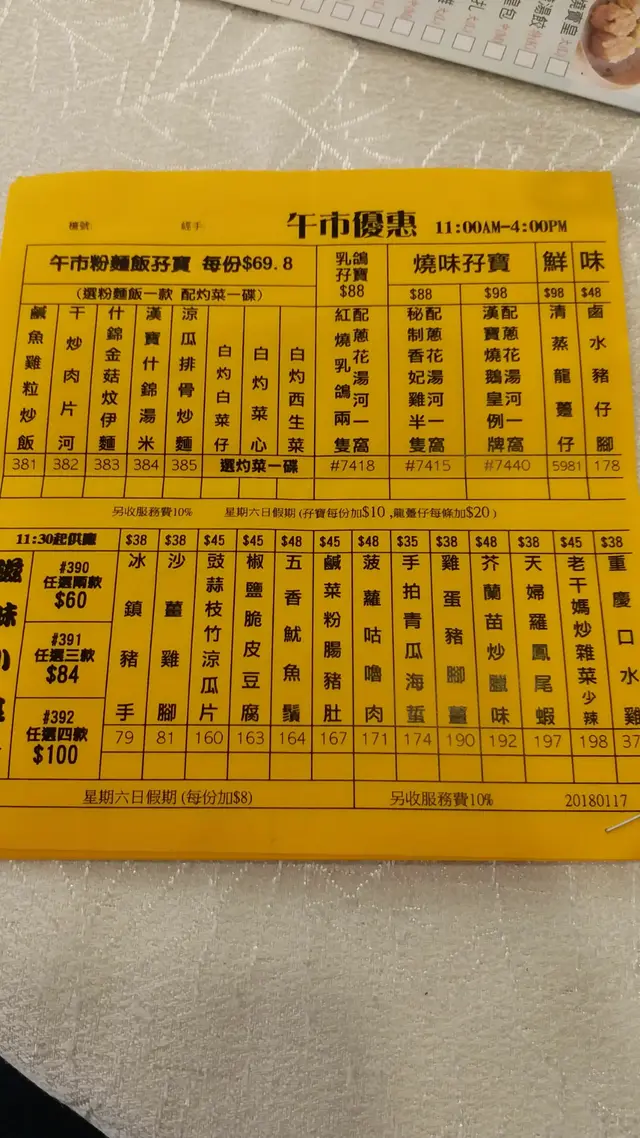 檯號:
經手:
午市優惠 11:00AM-4:00PM
午市粉麵飯孖寶 每份$69.8
(選粉麵飯一款 配灼菜一碟)
乳鴿孖寶 $88
燒味孖寶
$88
$98
鮮味
$98
$48
鹹魚雞粒炒飯
干炒肉片河
什錦金菇炆伊麵
漢寶什錦湯米
涼瓜排骨炒麵
白灼白菜仔
白灼菜心
白灼西生菜
紅燒乳鴿兩隻
配蔥花湯河一窩
秘制香妃雞半隻
配蔥花湯河一窩
漢寶燒鵝皇例牌
配蔥花湯河一窩
清蒸龍躉仔
鹵水豬仔腳
381 382 383 384 385 選灼菜一碟 #7418 #7415 #7440 5981 178
另收服務費10% 星期六日假期 (孖寶每份加$10 ,龍躉仔每條加$20 )
11:30起供應
#390
任選兩款
$60
#391
任選三款
$84
#392
任選四款
$100
$38 $38 $45 $45 $48 $45 $48 $35 $38 $48 $48 $45 $38
冰鎮豬手
沙薑雞腳
豉蒜枝竹涼瓜片
椒鹽脆皮豆腐
五香魷魚鬚
鹹菜粉腸豬肚
菠蘿咕嚕肉
手拍青瓜海蜇
雞蛋豬腳薑
芥蘭苗炒臘味
天婦羅鳳尾蝦
老干媽炒雜菜少辣
重慶口水雞
79 81 160 163 164 167 171 174 190 192 197 198 37
星期六日假期 (每份加$8)
另收服務費10%
20180117